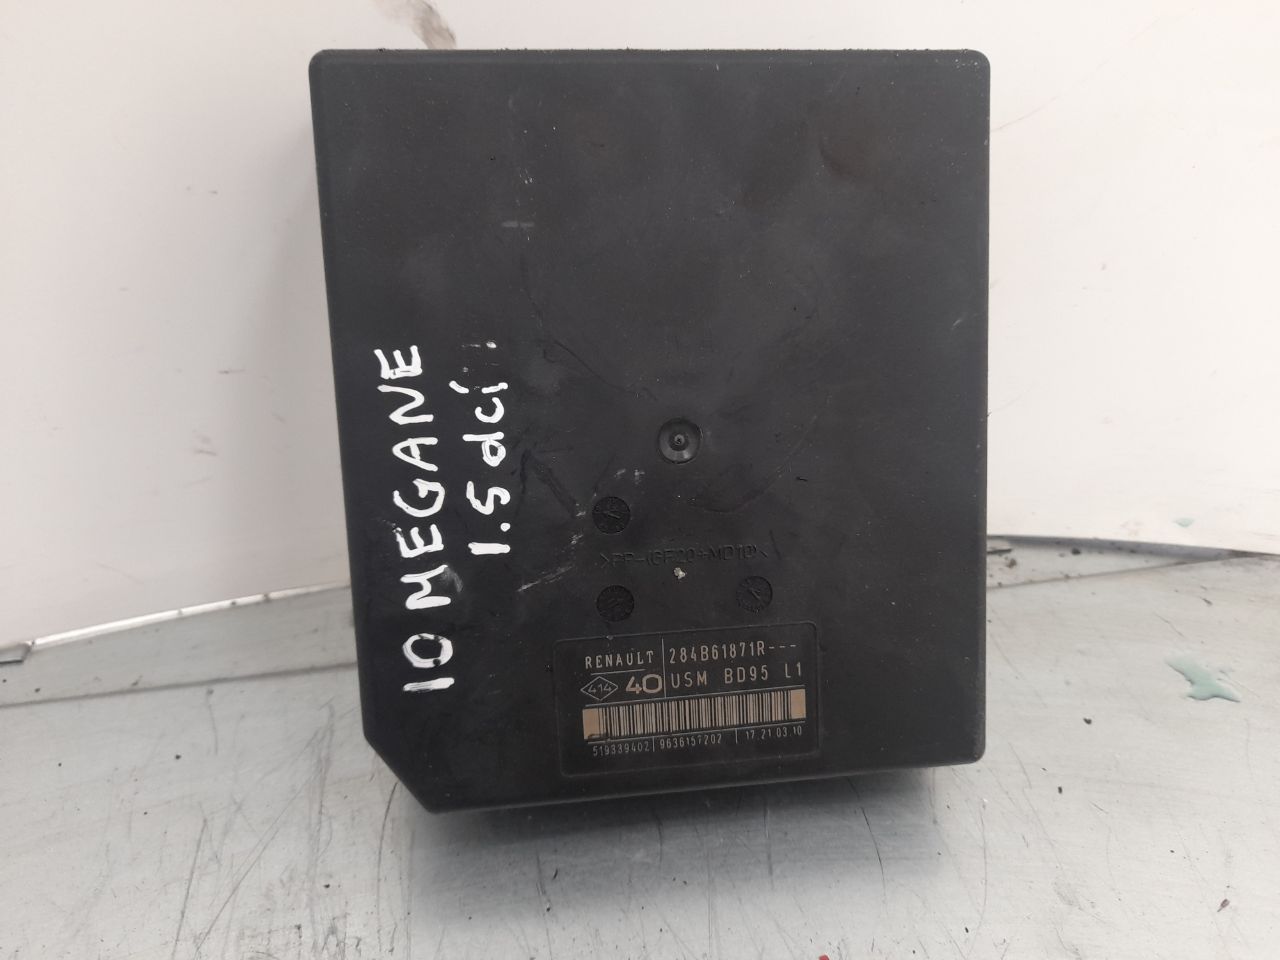 10 MEGANE
1.5 dci
>PP-(GF20+MD10)<
RENAULT 284B61871R---
414 40 USM BD95 L1
519339402 9636157202 17.21 03.10